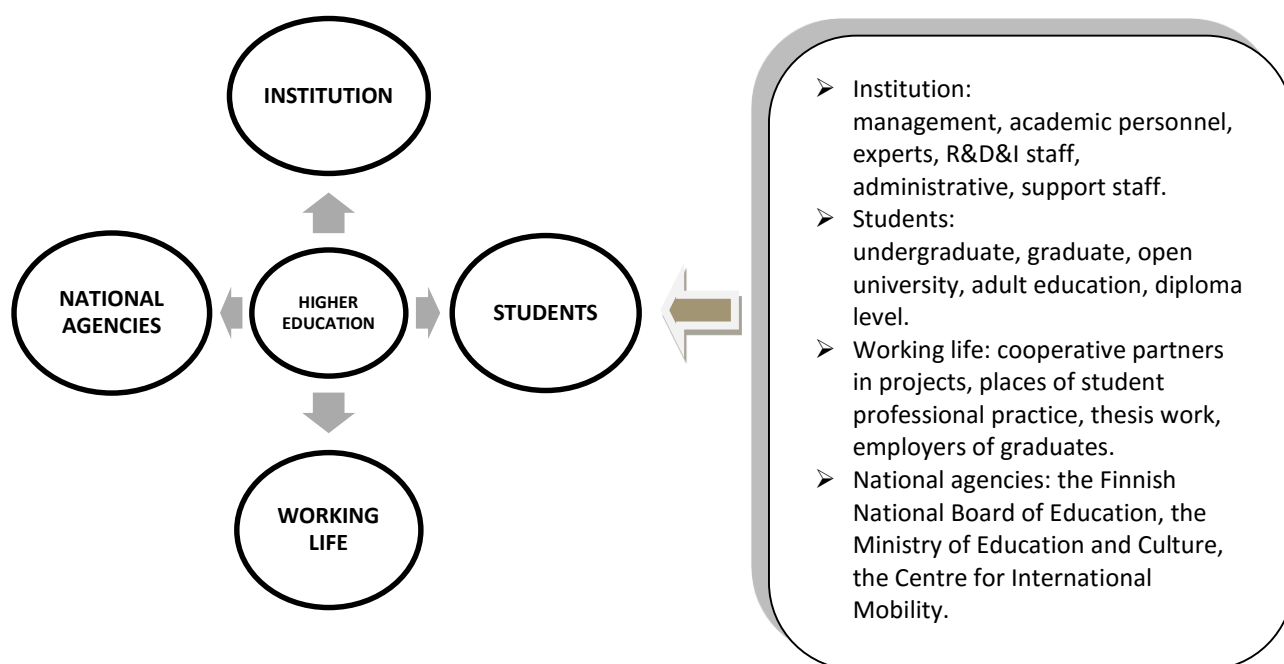 INSTITUTION
NATIONAL
AGENCIES
HIGHER
EDUCATION
STUDENTS
WORKING
LIFE
➢ Institution:
management, academic personnel,
experts, R&D&I staff,
administrative, support staff.
➢ Students:
undergraduate, graduate, open
university, adult education, diploma
level.
➢ Working life: cooperative partners
in projects, places of student
professional practice, thesis work,
employers of graduates.
➢ National agencies: the Finnish
National Board of Education, the
Ministry of Education and Culture,
the Centre for International
Mobility.